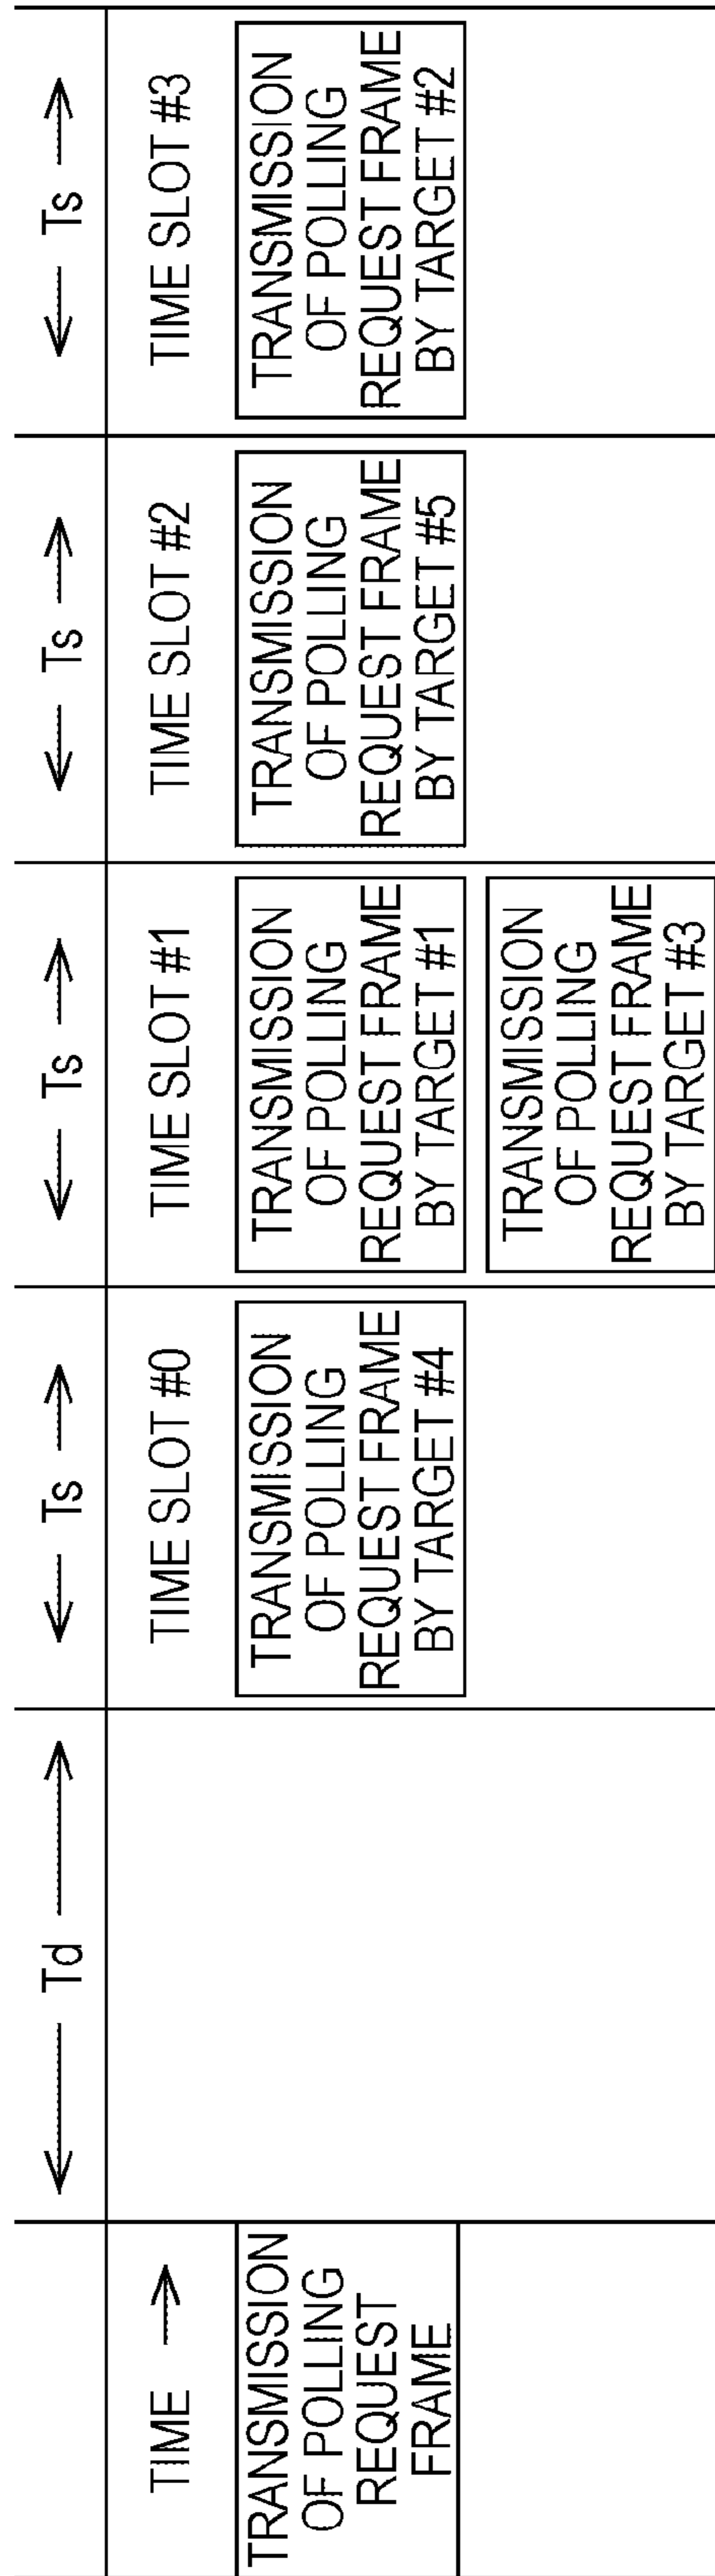 Td
Ts
Ts
Ts
Ts
TIME
TIME SLOT #0
TIME SLOT #1
TIME SLOT #2
TIME SLOT #3
TRANSMISSION
OF POLLING
REQUEST
FRAME
TRANSMISSION
OF POLLING
REQUEST FRAME
BY TARGET #4
TRANSMISSION
OF POLLING
REQUEST FRAME
BY TARGET #1
TRANSMISSION
OF POLLING
REQUEST FRAME
BY TARGET #3
TRANSMISSION
OF POLLING
REQUEST FRAME
BY TARGET #5
TRANSMISSION
OF POLLING
REQUEST FRAME
BY TARGET #2